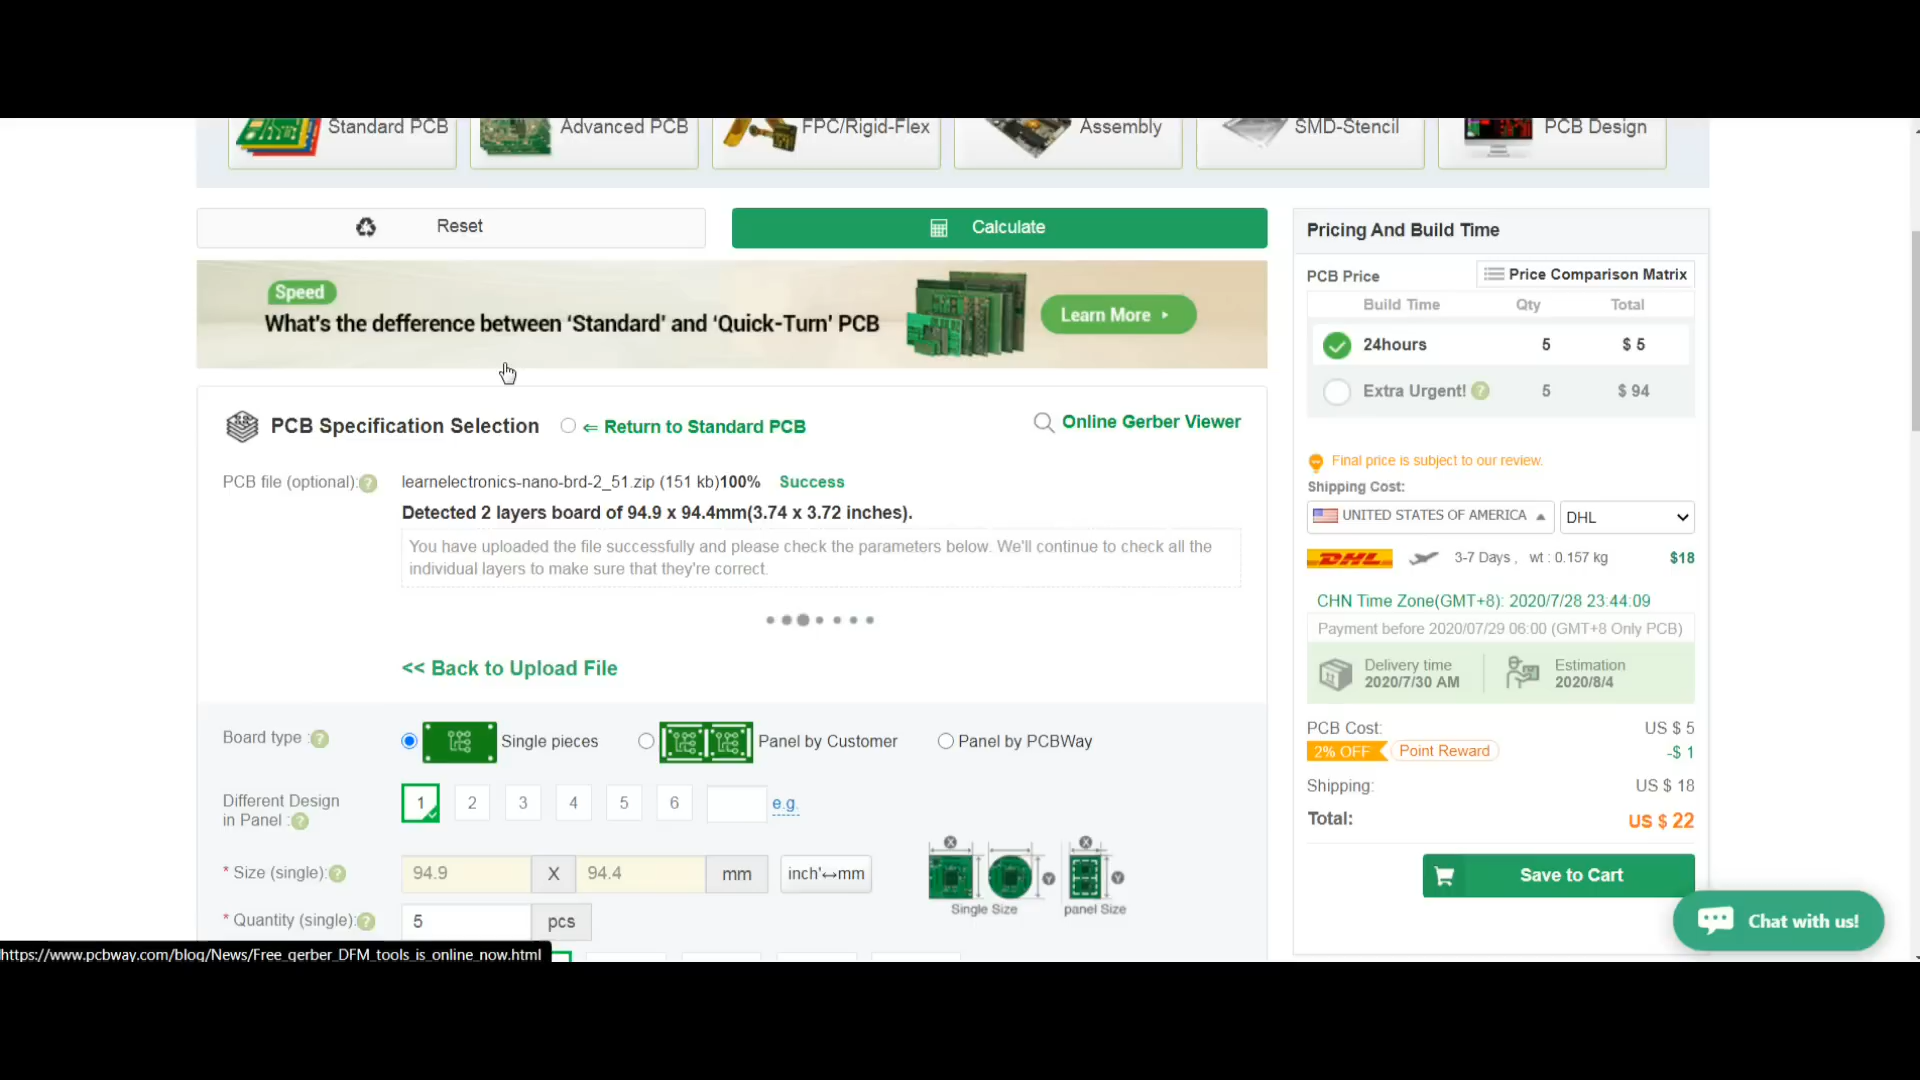 Standard PCB
Advanced PCB
FPC/Rigid-Flex
Assembly
SMD-Stencil
PCB Design
Reset
Calculate
Speed
What's the defference between ‘Standard’ and ‘Quick-Turn’ PCB
Learn More
PCB Specification Selection
⇐ Return to Standard PCB
Online Gerber Viewer
PCB file (optional):?
learnelectronics-nano-brd-2_51.zip (151 kb)100% Success
Detected 2 layers board of 94.9 x 94.4mm(3.74 x 3.72 inches).
You have uploaded the file successfully and please check the parameters below. We'll continue to check all the
individual layers to make sure that they're correct.
<< Back to Upload File
Board type :?
Single pieces
Panel by Customer
Panel by PCBWay
Different Design
in Panel :?
1 2 3 4 5 6 e.g.
* Size (single):?
94.9 X 94.4 mm inch'↔mm
X X
Y Y
Single Size panel Size
* Quantity (single):?
5 pcs
https://www.pcbway.com/blog/News/Free_gerber_DFM_tools_is_online_now.html
Pricing And Build Time
PCB Price
Price Comparison Matrix
Build Time Qty Total
24hours 5 $ 5
Extra Urgent! ? 5 $ 94
Final price is subject to our review.
Shipping Cost:
UNITED STATES OF AMERICA
DHL
DHL 3-7 Days , wt : 0.157 kg $18
CHN Time Zone(GMT+8): 2020/7/28 23:44:09
Payment before 2020/07/29 06:00 (GMT+8 Only PCB)
Delivery time
2020/7/30 AM
Estimation
2020/8/4
PCB Cost: US $ 5
2% OFF Point Reward -$ 1
Shipping: US $ 18
Total: US $ 22
Save to Cart
Chat with us!